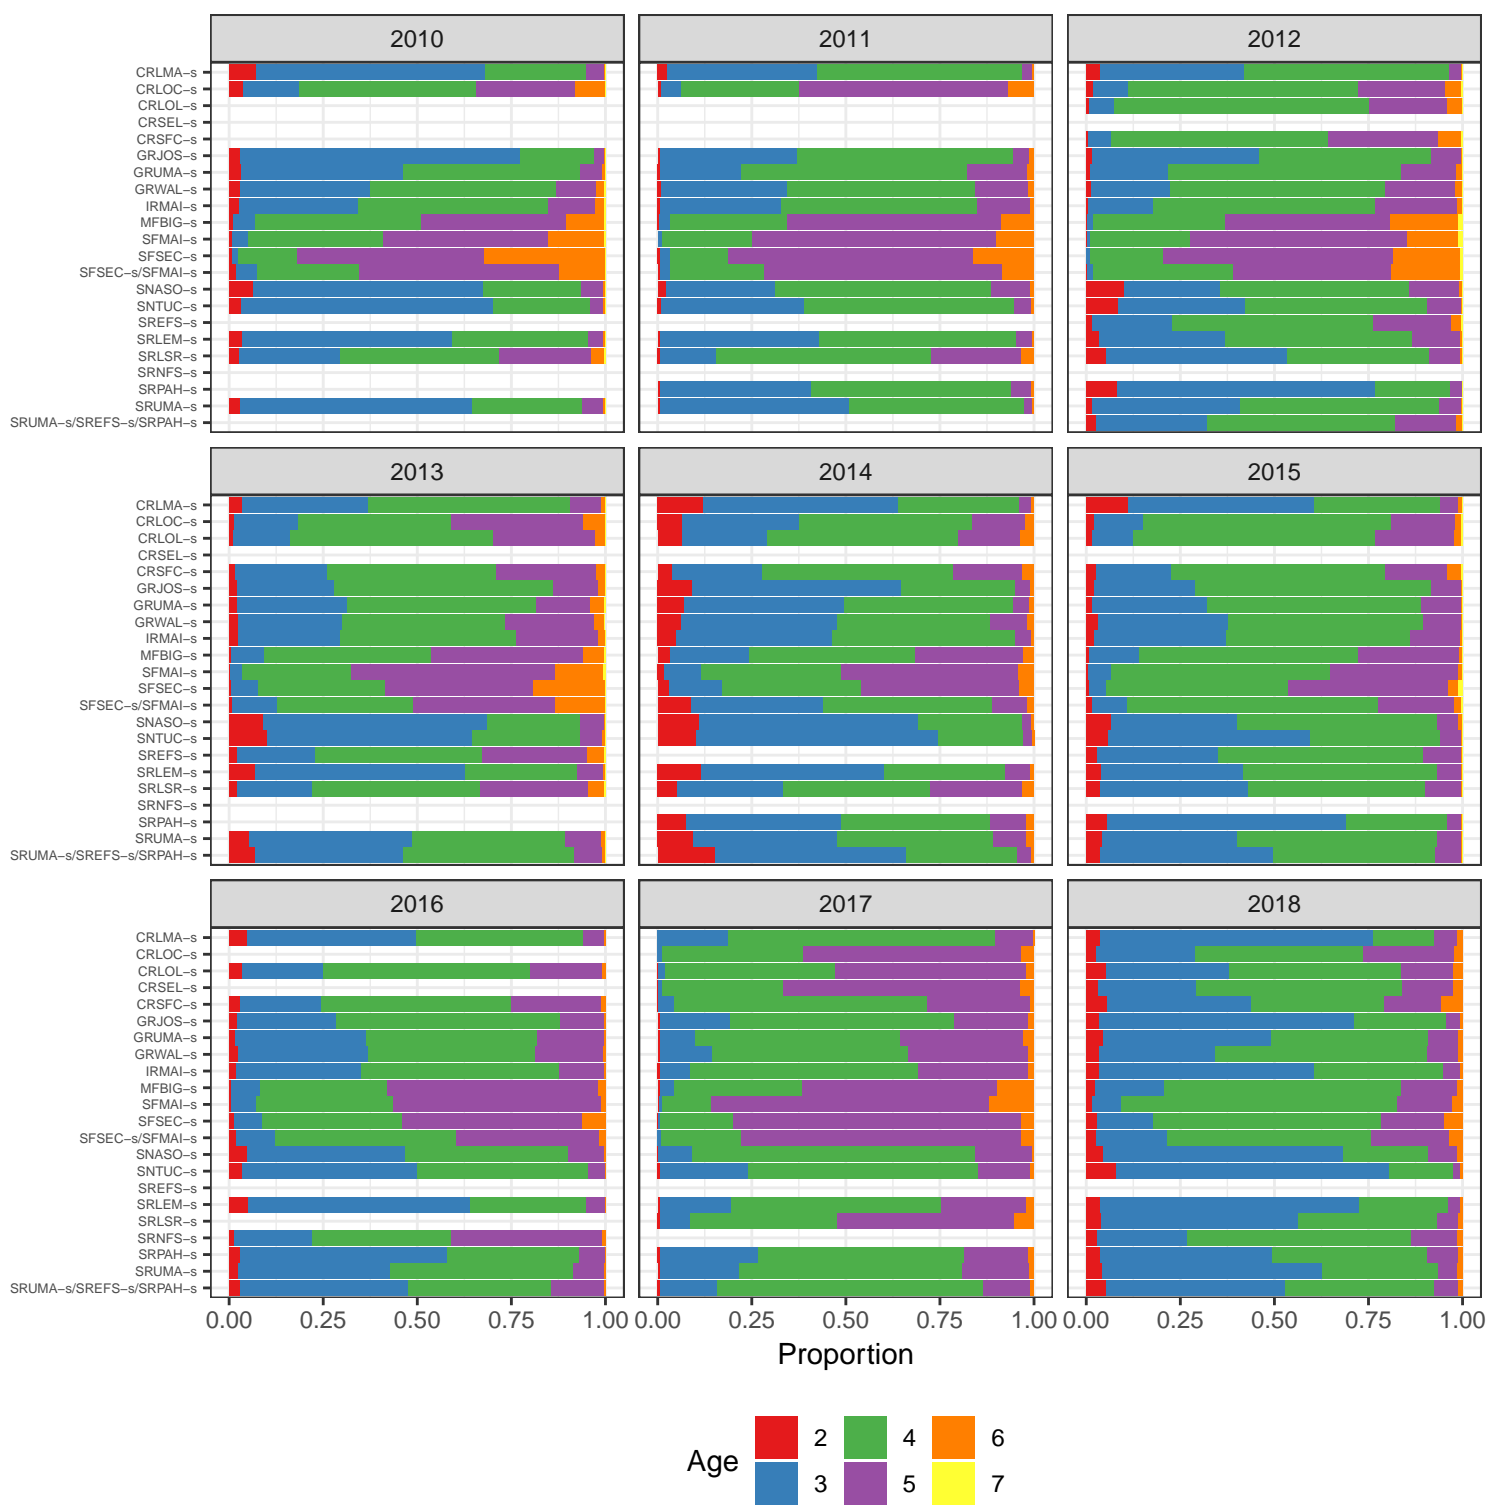 2010 2011 2012
CRLMA-s
CRLOC-s
CRLOL-s
CRSEL-s
CRSFC-s
GRJOS-s
GRUMA-s
GRWAL-s
IRMAI-s
MFBIG-s
SFMAI-s
SFSEC-s
SFSEC-s/SFMAI-s
SNASO-s
SNTUC-s
SREFS-s
SRLEM-s
SRLSR-s
SRNFS-s
SRPAH-s
SRUMA-s
SRUMA-s/SREFS-s/SRPAH-s
2013 2014 2015
CRLMA-s
CRLOC-s
CRLOL-s
CRSEL-s
CRSFC-s
GRJOS-s
GRUMA-s
GRWAL-s
IRMAI-s
MFBIG-s
SFMAI-s
SFSEC-s
SFSEC-s/SFMAI-s
SNASO-s
SNTUC-s
SREFS-s
SRLEM-s
SRLSR-s
SRNFS-s
SRPAH-s
SRUMA-s
SRUMA-s/SREFS-s/SRPAH-s
2016 2017 2018
CRLMA-s
CRLOC-s
CRLOL-s
CRSEL-s
CRSFC-s
GRJOS-s
GRUMA-s
GRWAL-s
IRMAI-s
MFBIG-s
SFMAI-s
SFSEC-s
SFSEC-s/SFMAI-s
SNASO-s
SNTUC-s
SREFS-s
SRLEM-s
SRLSR-s
SRNFS-s
SRPAH-s
SRUMA-s
SRUMA-s/SREFS-s/SRPAH-s
0.00 0.25 0.50 0.75 1.00 0.00 0.25 0.50 0.75 1.00 0.00 0.25 0.50 0.75 1.00
Proportion
Age
2 4 6
3 5 7